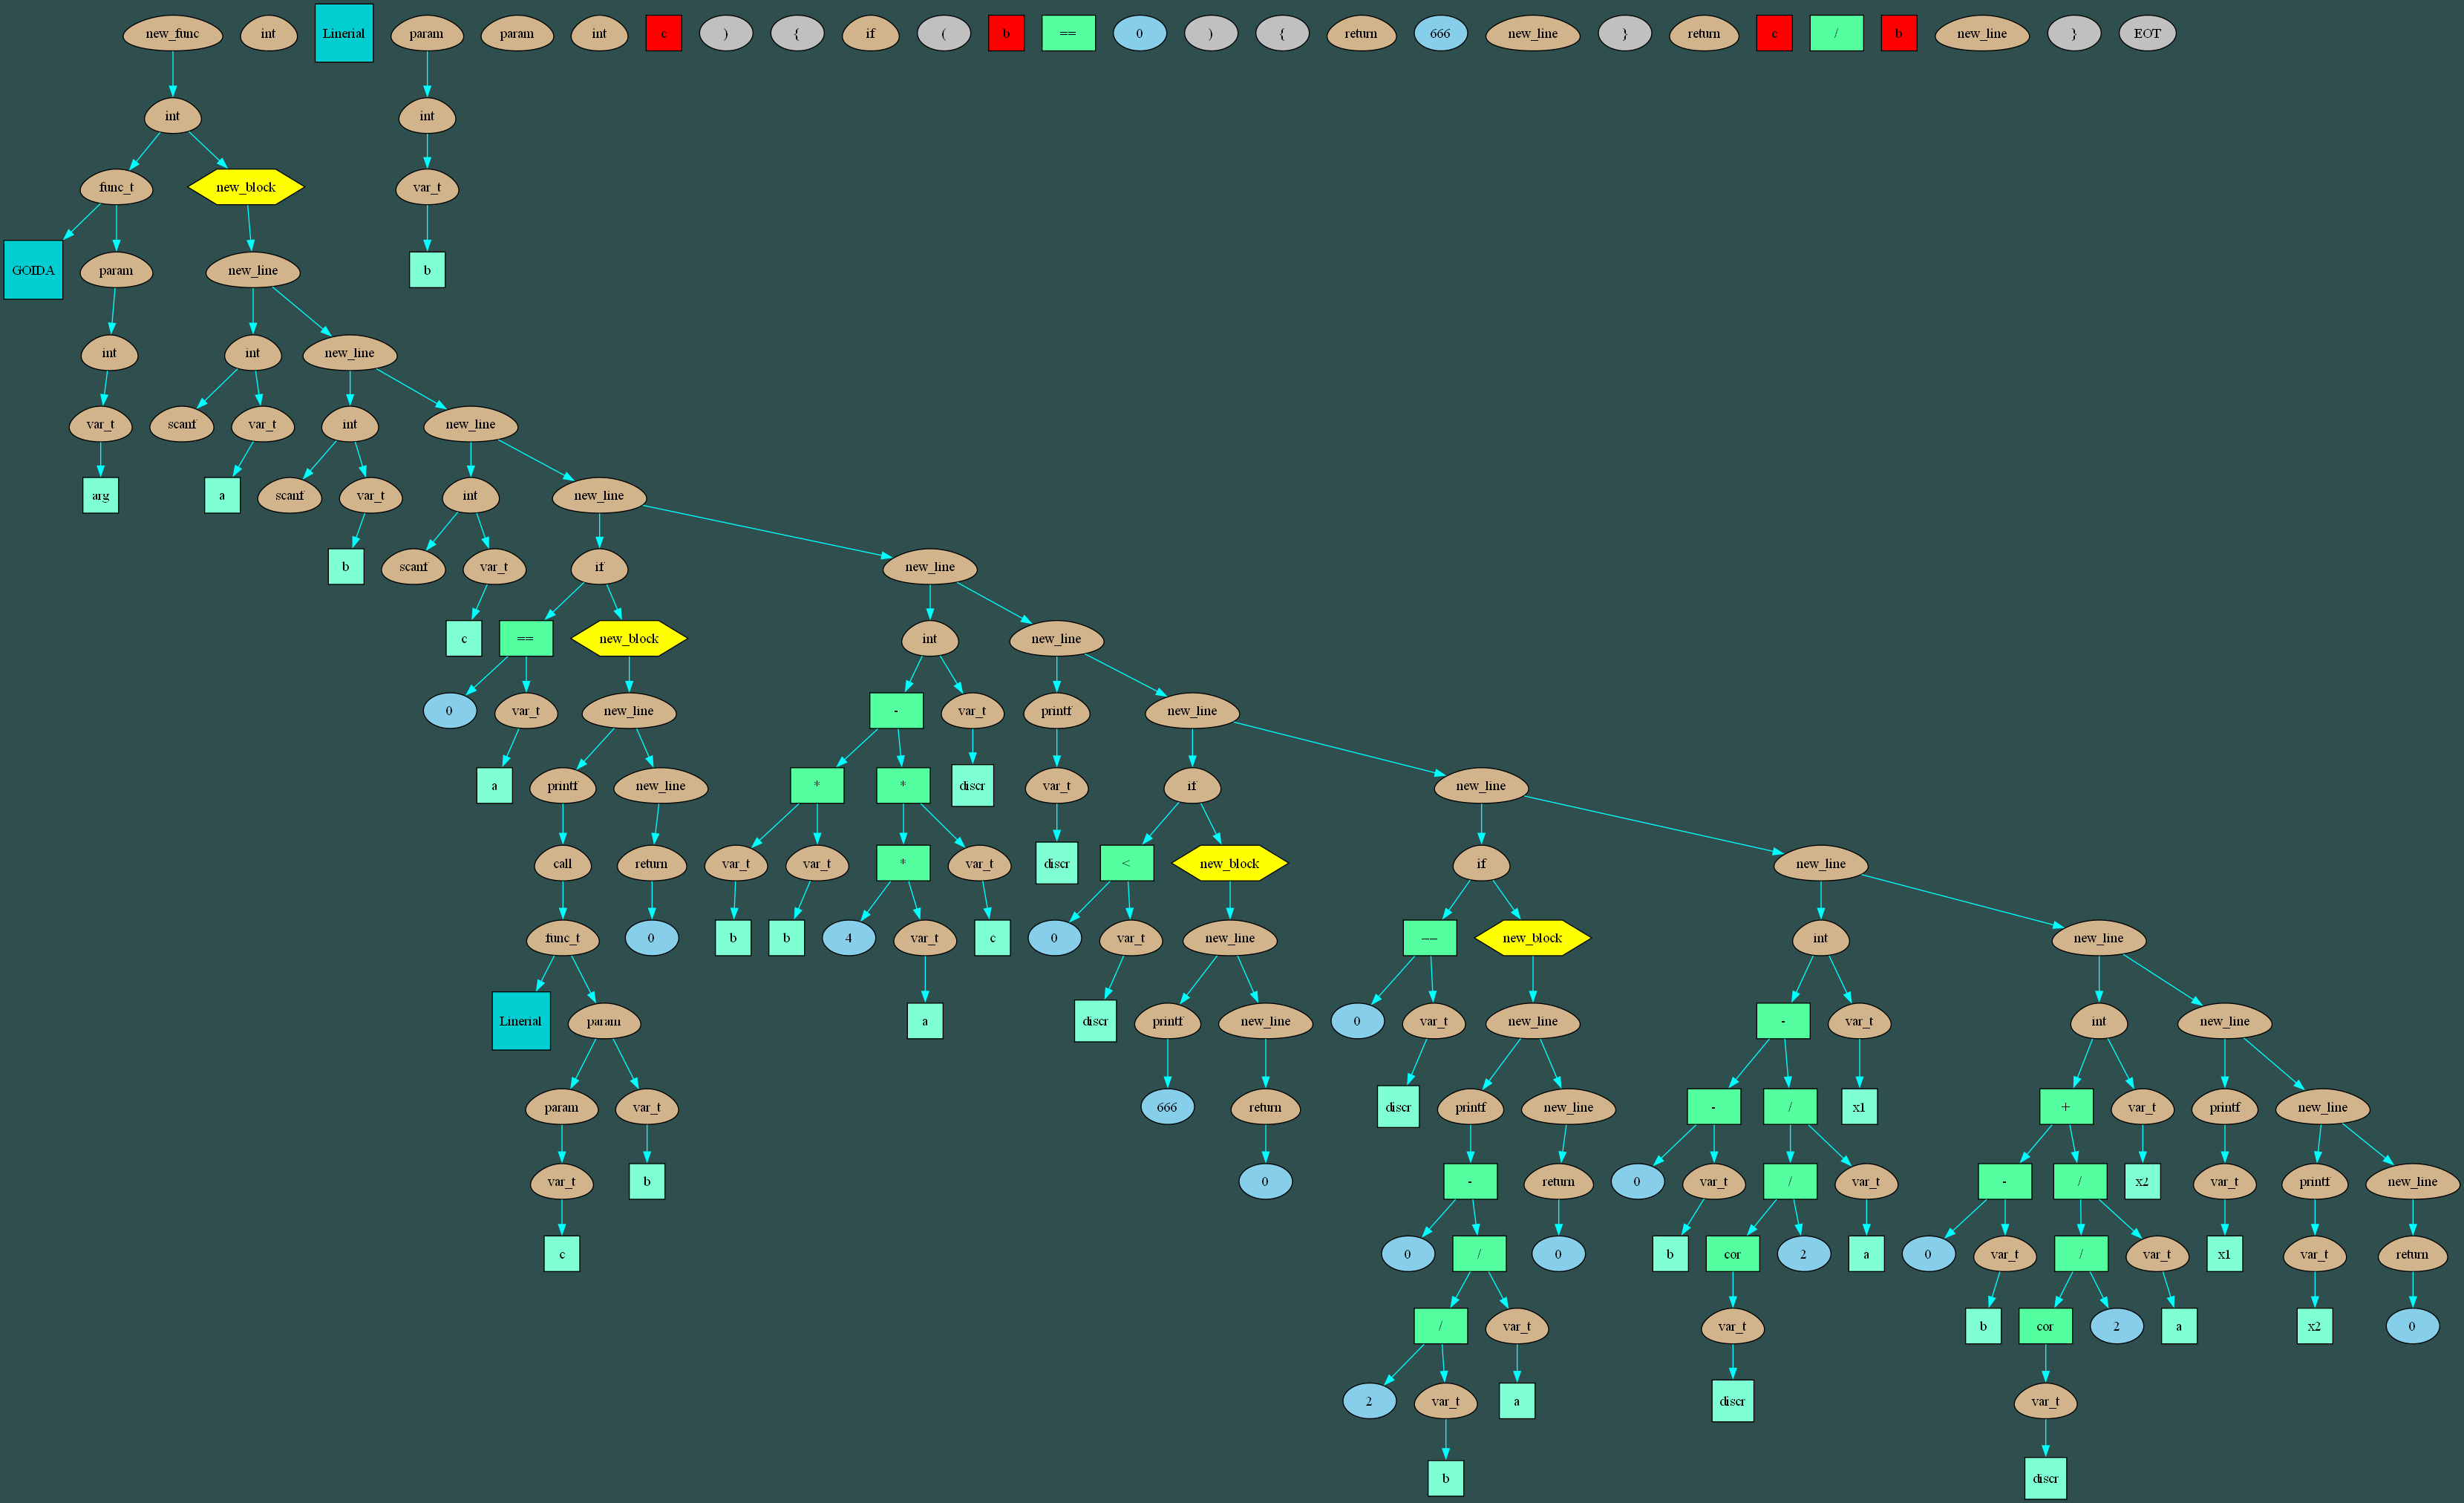 new_func int Linerial param param int c ) { if ( b == 0 ) { return 666 new_line } return c / b new_line } EOT
int int
func_t new_block var_t
GOIDA param new_line b
int int new_line
var_t scanf var_t int new_line
arg a scanf var_t int new_line
b scanf var_t if new_line
c == new_block int new_line
0 var_t new_line - var_t printf new_line
a printf new_line * * discr var_t if new_line
call return var_t var_t * var_t discr < new_block if new_line
func_t 0 b b 4 var_t c 0 var_t new_line == new_block int new_line
Linerial param a discr printf new_line 0 var_t new_line - var_t int new_line
param var_t 666 return discr printf new_line - / x1 + var_t printf new_line
var_t b 0 - return 0 var_t / var_t - / x2 var_t printf new_line
c 0 / 0 b cor 2 a 0 var_t / var_t x1 var_t return
/ var_t var_t b cor 2 a x2 0
2 var_t a discr var_t
b discr